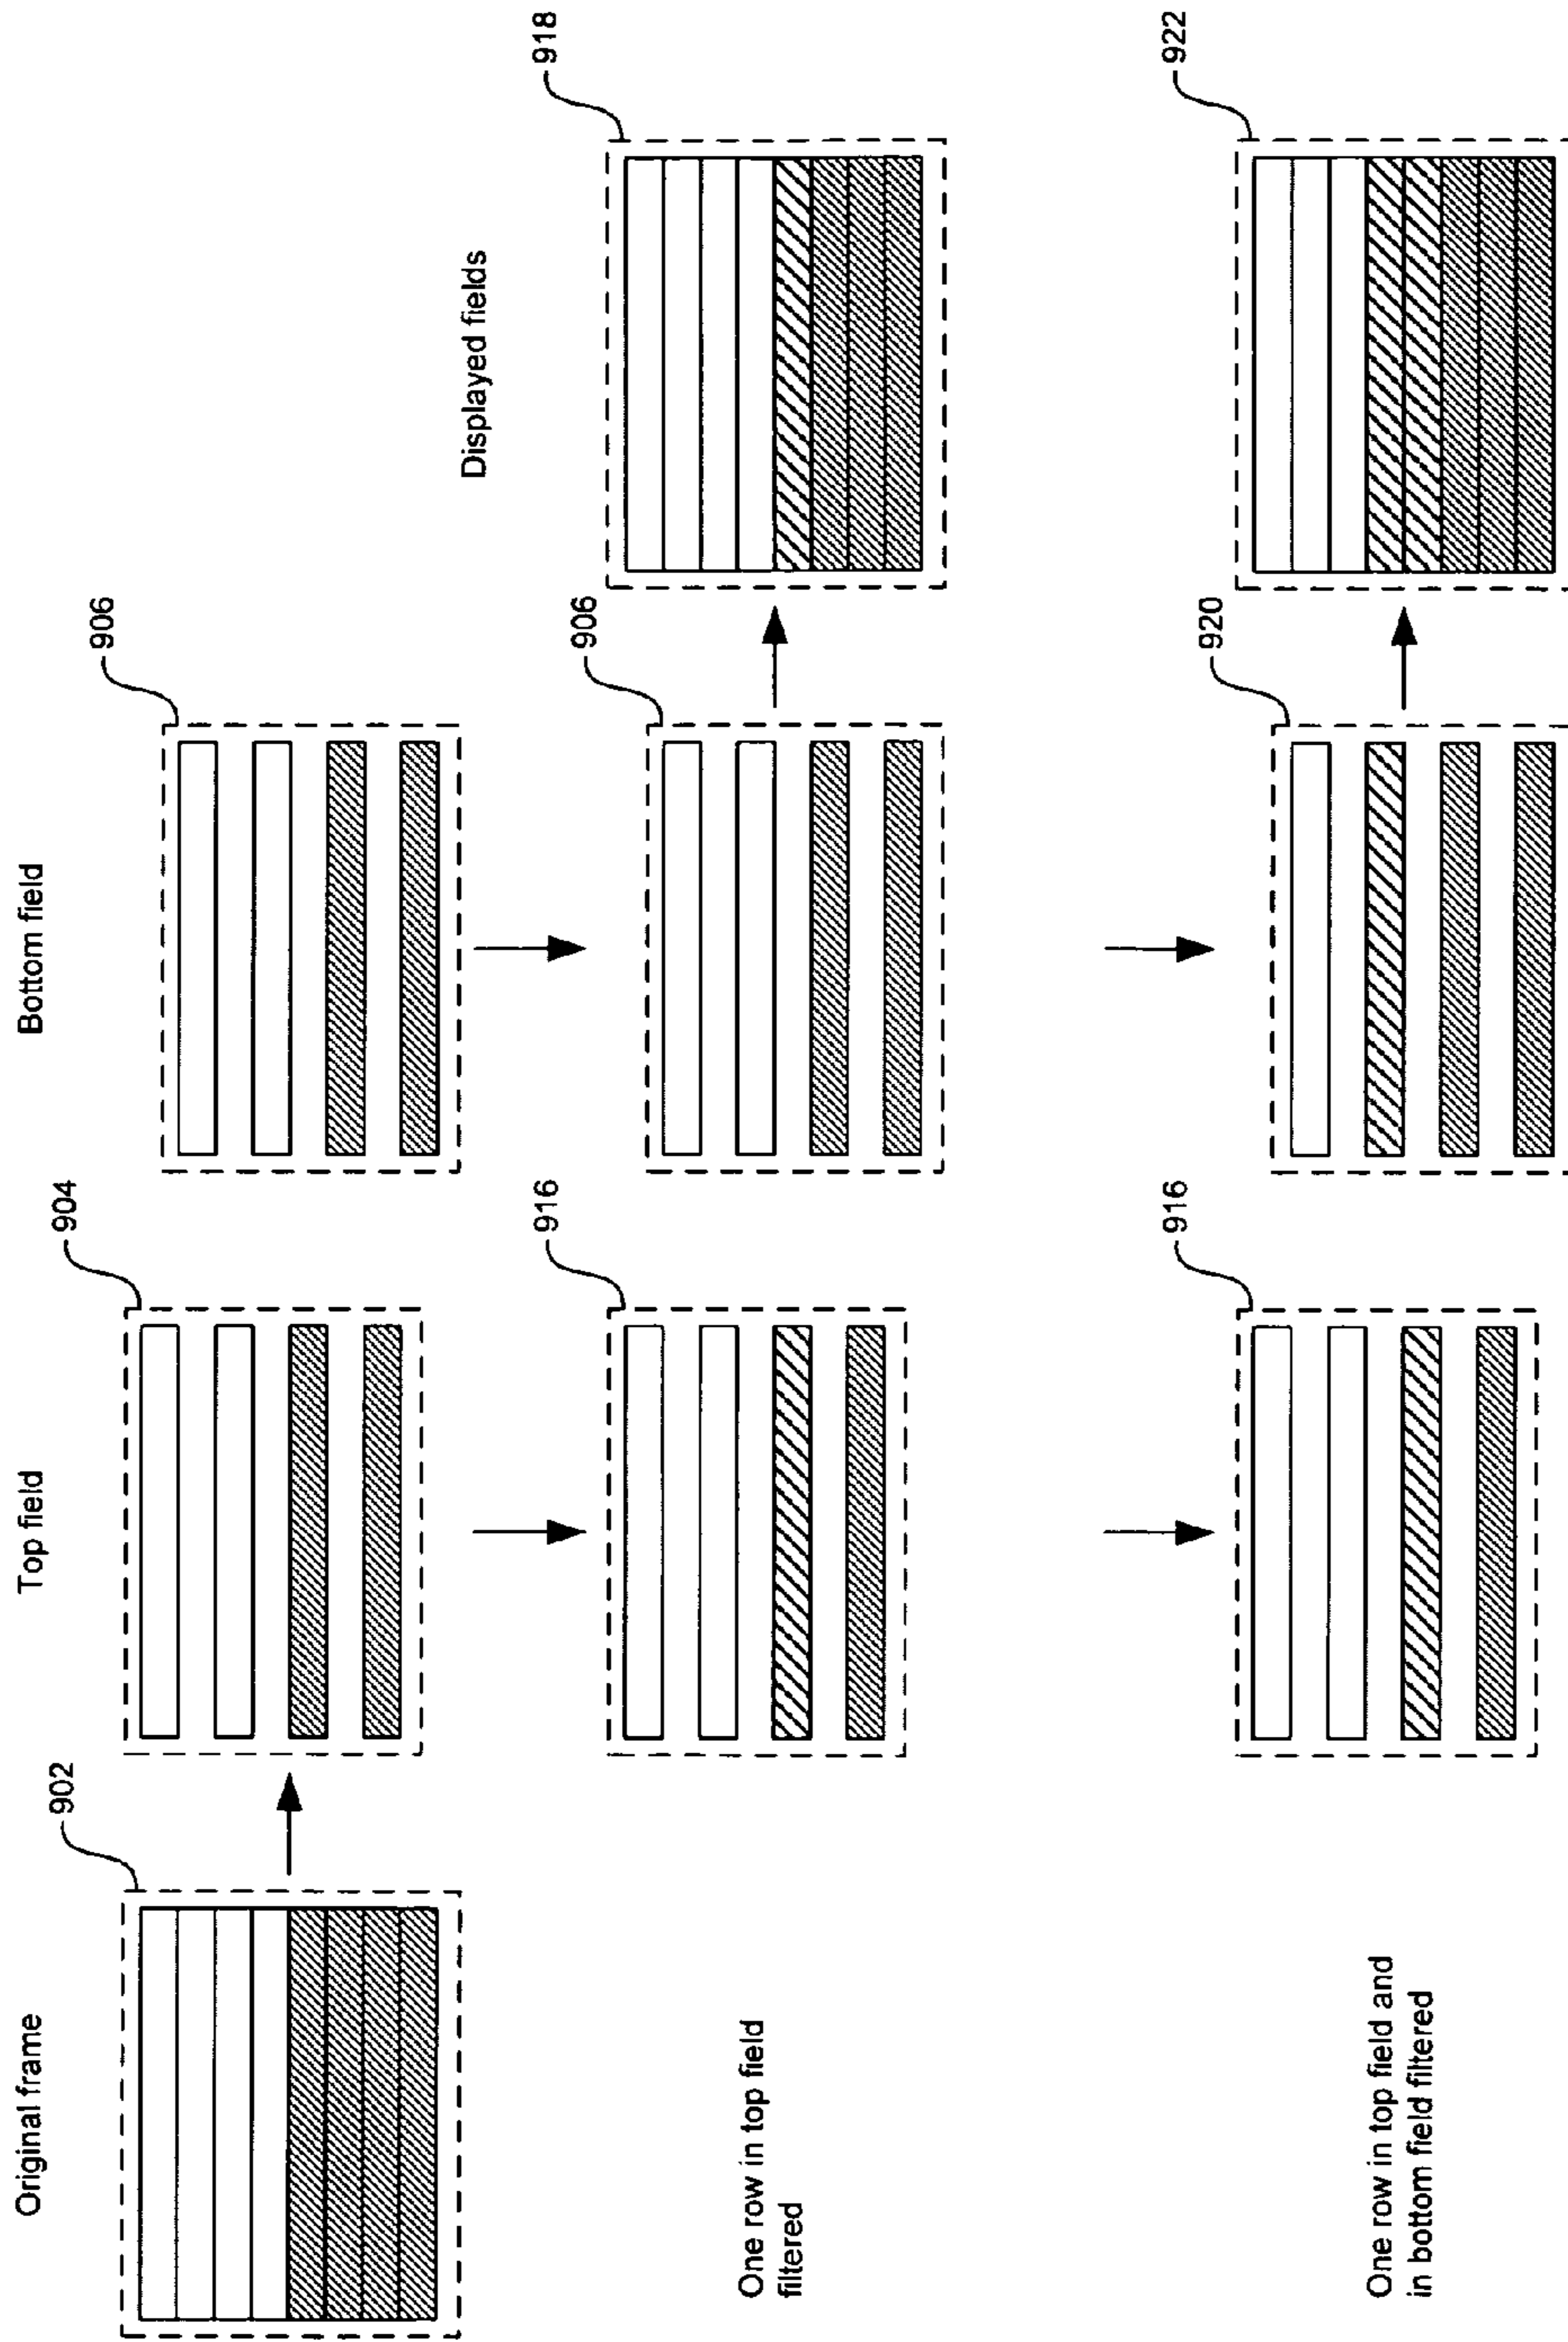 Original frame
Top field
Bottom field
902
904
906
Displayed fields
One row in top field
filtered
916
906
918
One row in top field and
in bottom field filtered
916
920
922